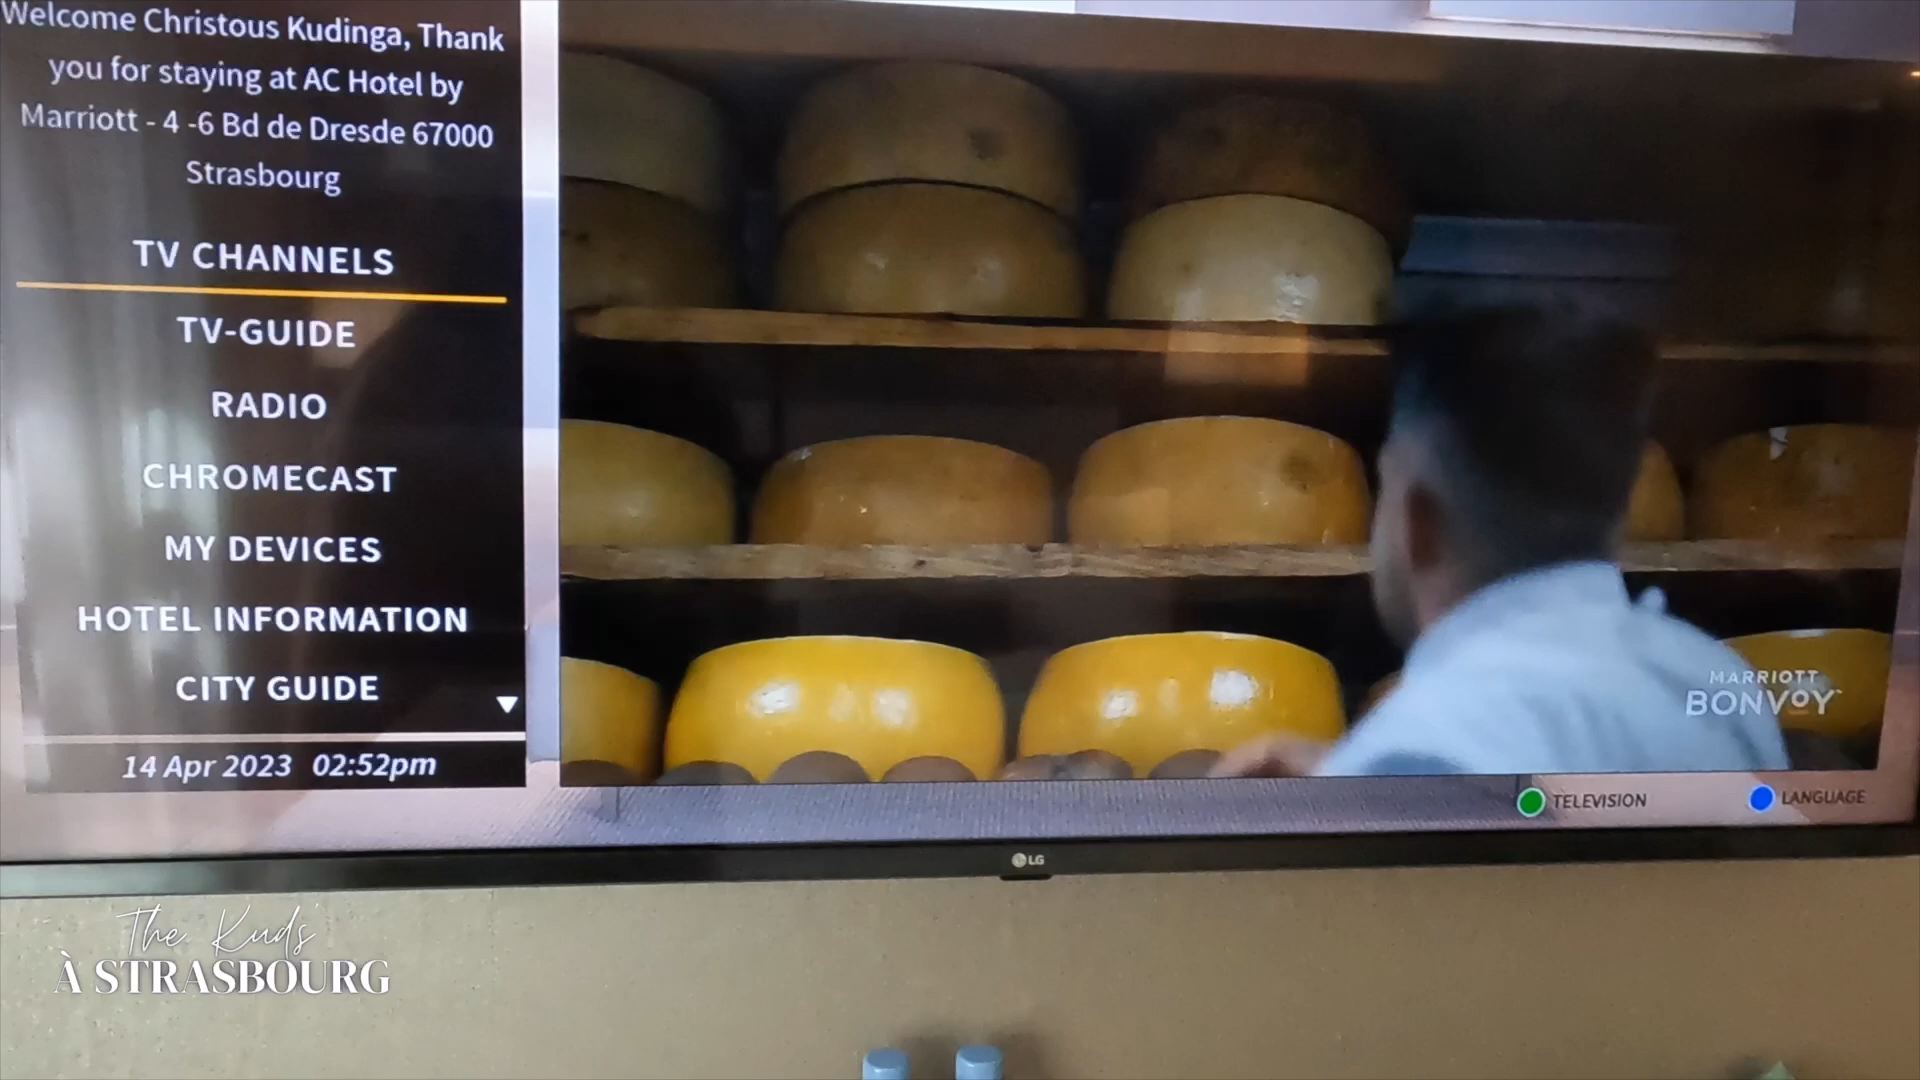 Welcome Christous Kudinga, Thank
you for staying at AC Hotel by
Marriott - 4 -6 Bd de Dresde 67000
Strasbourg
TV CHANNELS
TV-GUIDE
RADIO
CHROMECAST
MY DEVICES
HOTEL INFORMATION
CITY GUIDE
14 Apr 2023 02:52pm
MARRIOTT
BONVOY
TELEVISION
LANGUAGE
LG
The Kuds
À STRASBOURG